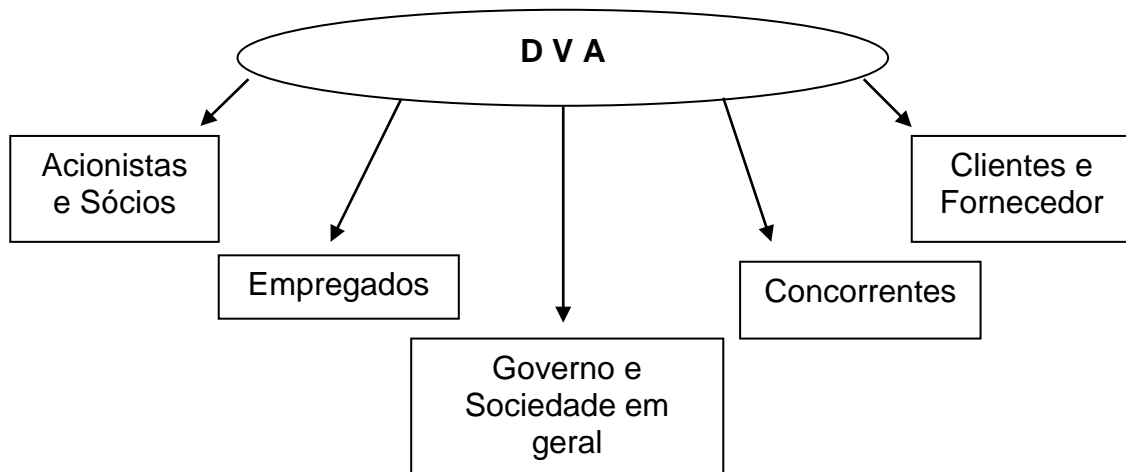 D V A
Acionistas
e Sócios
Empregados
Governo e
Sociedade em
geral
Concorrentes
Clientes e
Fornecedor